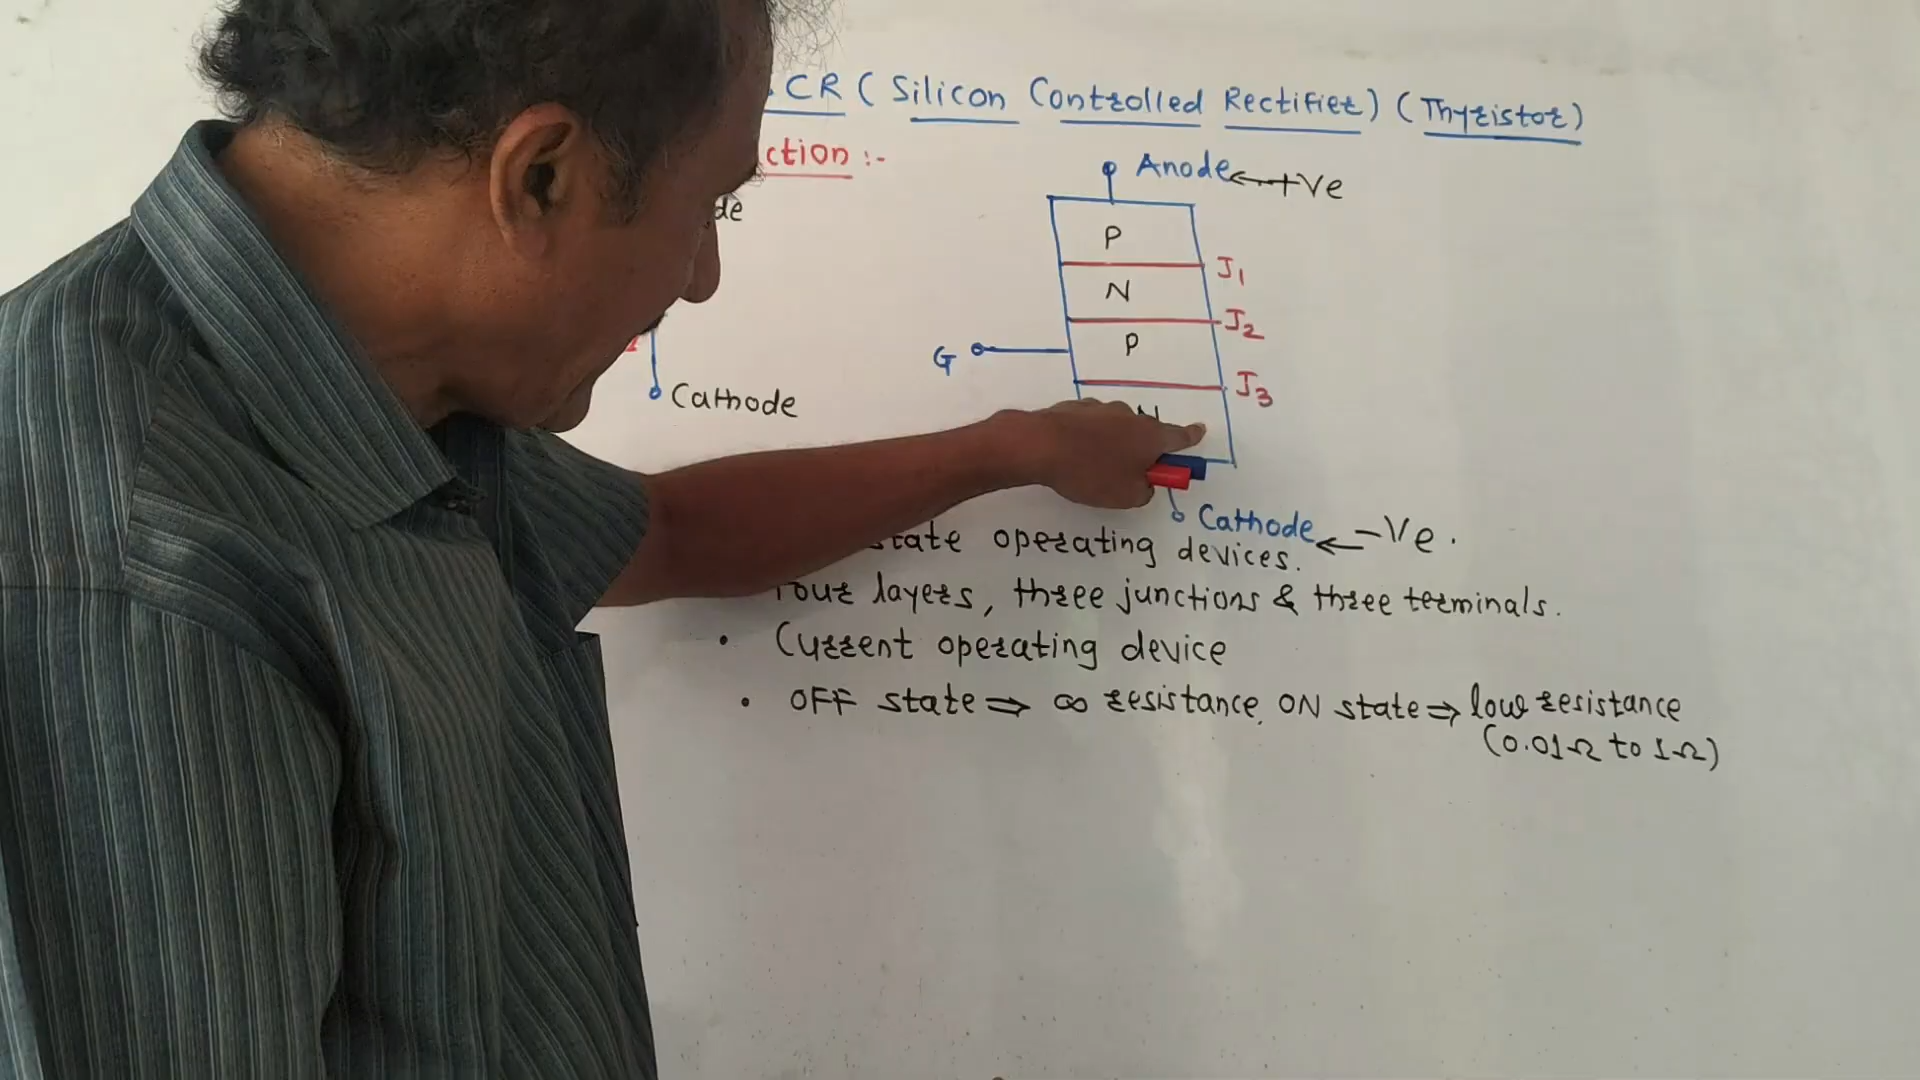 CR (Silicon Controlled Rectifier) (Thyristor)
ction :-
Anode ← +Ve
de
P
J1
N
J2
P
G
J3
N
Cathode
Cathode ← -Ve.
state operating devices.
Four layers, three junctions & three terminals.
• Current operating device
• OFF state ⇒ ∞ resistance, ON state ⇒ low resistance
(0.01Ω to 1Ω)